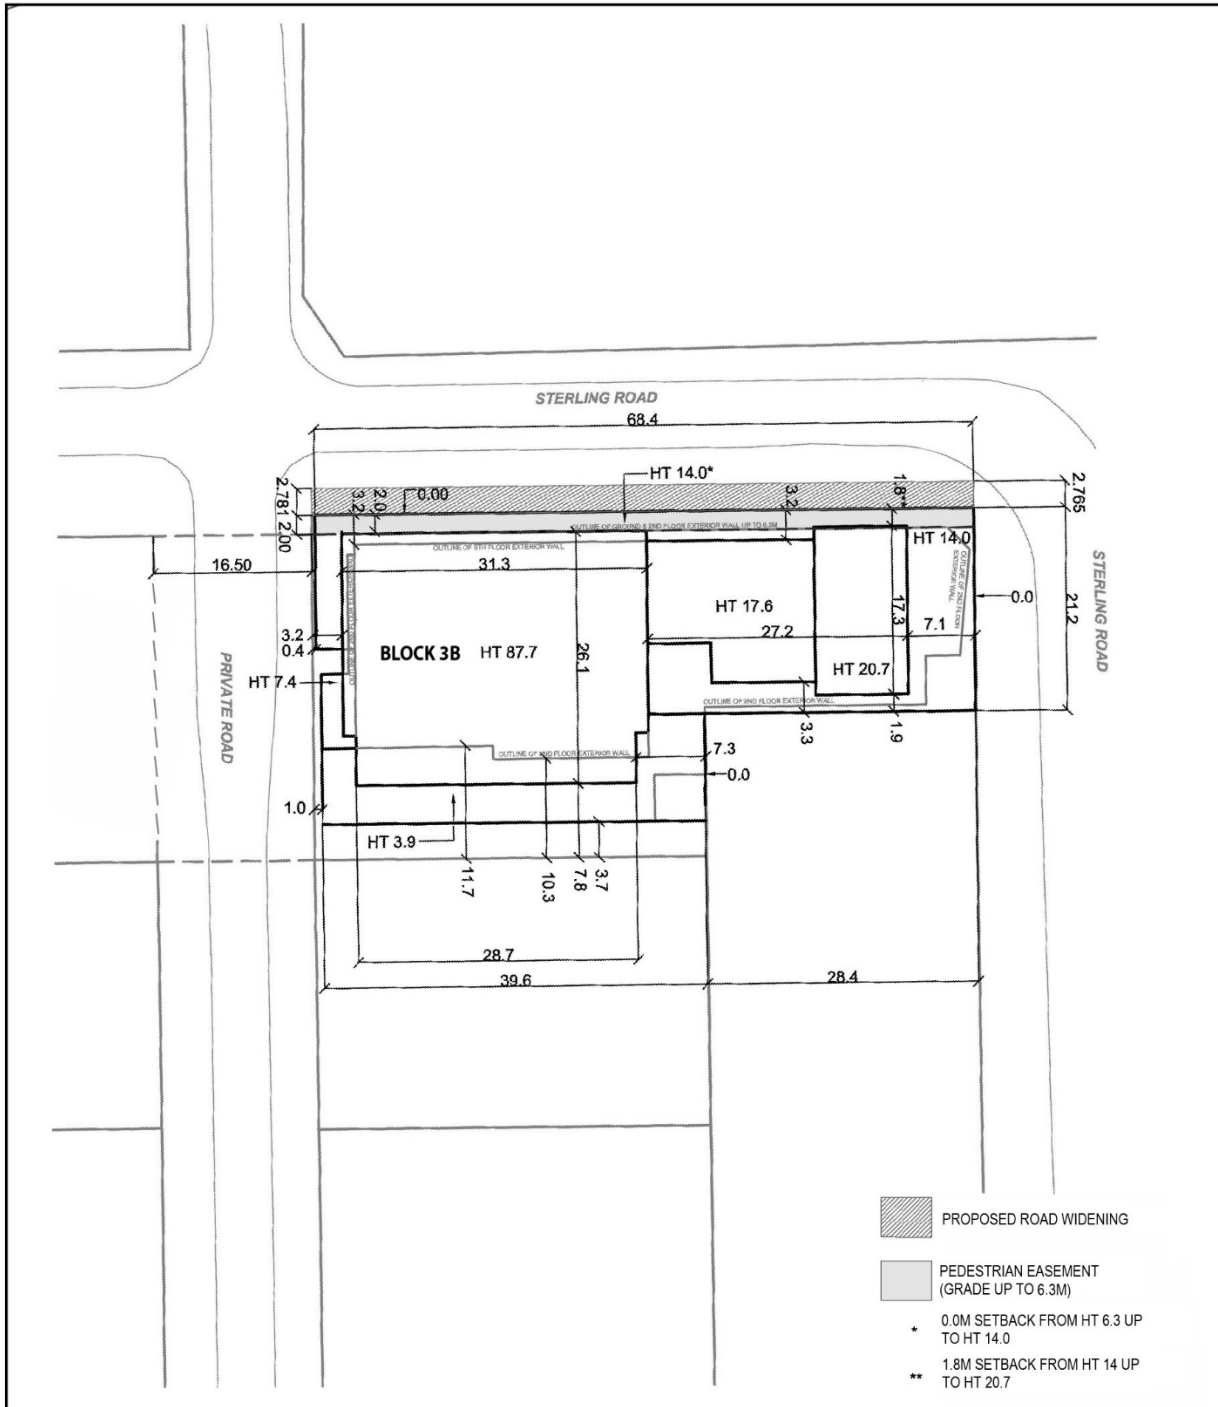 STERLING ROAD
68.4
HT 14.0*
2.781
3.2
2.0
0.00
3.2
1.8**
2.765
2.00
OUTLINE OF GROUND & 2ND FLOOR EXTERIOR WALL UP TO 6.3M
HT 14.0
OUTLINE OF 2ND FLOOR
EXTERIOR WALL
OUTLINE OF 5TH FLOOR EXTERIOR WALL
16.50
31.3
STERLING ROAD
0.0
21.2
HT 17.6
17.3
3.2
27.2
7.1
0.4
BLOCK 3B
HT 87.7
26.1
HT 7.4
HT 20.7
PRIVATE ROAD
OUTLINE OF 2ND FLOOR EXTERIOR WALL
3.3
1.9
OUTLINE OF 2ND FLOOR EXTERIOR WALL
7.3
0.0
1.0
HT 3.9
11.7
10.3
7.8
3.7
28.7
39.6
28.4
PROPOSED ROAD WIDENING
PEDESTRIAN EASEMENT
(GRADE UP TO 6.3M)
* 0.0M SETBACK FROM HT 6.3 UP
TO HT 14.0
** 1.8M SETBACK FROM HT 14 UP
TO HT 20.7